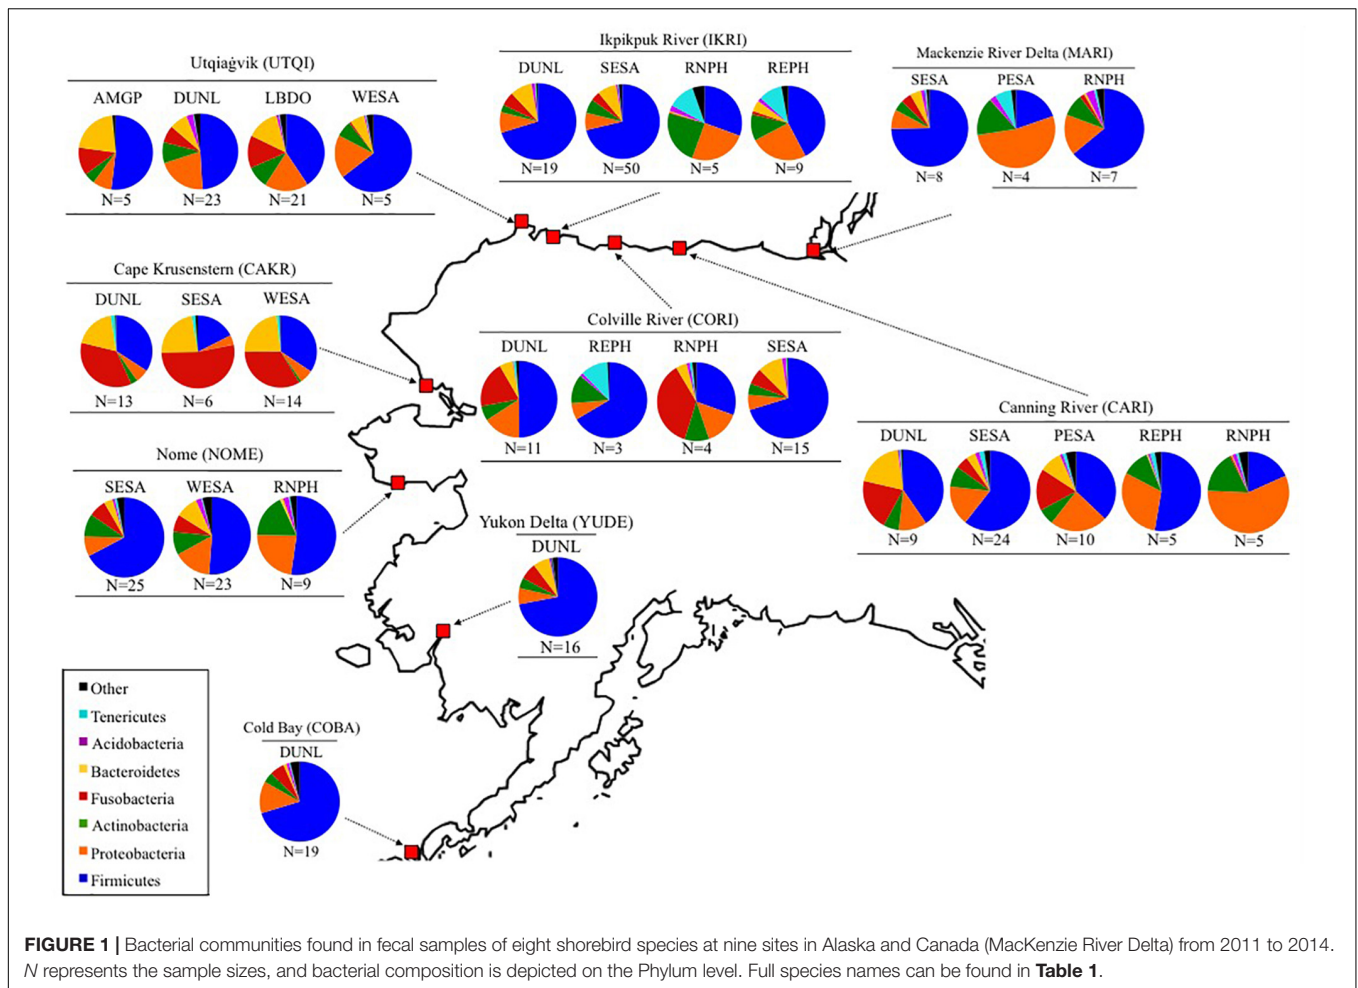 Utqiaġvik (UTQI)
AMGP DUNL LBDO WESA
N=5 N=23 N=21 N=5
Ikpikpuk River (IKRI)
DUNL SESA RNPH REPH
N=19 N=50 N=5 N=9
Mackenzie River Delta (MARI)
SESA PESA RNPH
N=8 N=4 N=7
Cape Krusenstern (CAKR)
DUNL SESA WESA
N=13 N=6 N=14
Colville River (CORI)
DUNL REPH RNPH SESA
N=11 N=3 N=4 N=15
Canning River (CARI)
DUNL SESA PESA REPH RNPH
N=9 N=24 N=10 N=5 N=5
Nome (NOME)
SESA WESA RNPH
N=25 N=23 N=9
Yukon Delta (YUDE)
DUNL
N=16
Cold Bay (COBA)
DUNL
N=19
Other
Tenericutes
Acidobacteria
Bacteroidetes
Fusobacteria
Actinobacteria
Proteobacteria
Firmicutes
FIGURE 1 | Bacterial communities found in fecal samples of eight shorebird species at nine sites in Alaska and Canada (MacKenzie River Delta) from 2011 to 2014.
N represents the sample sizes, and bacterial composition is depicted on the Phylum level. Full species names can be found in Table 1.